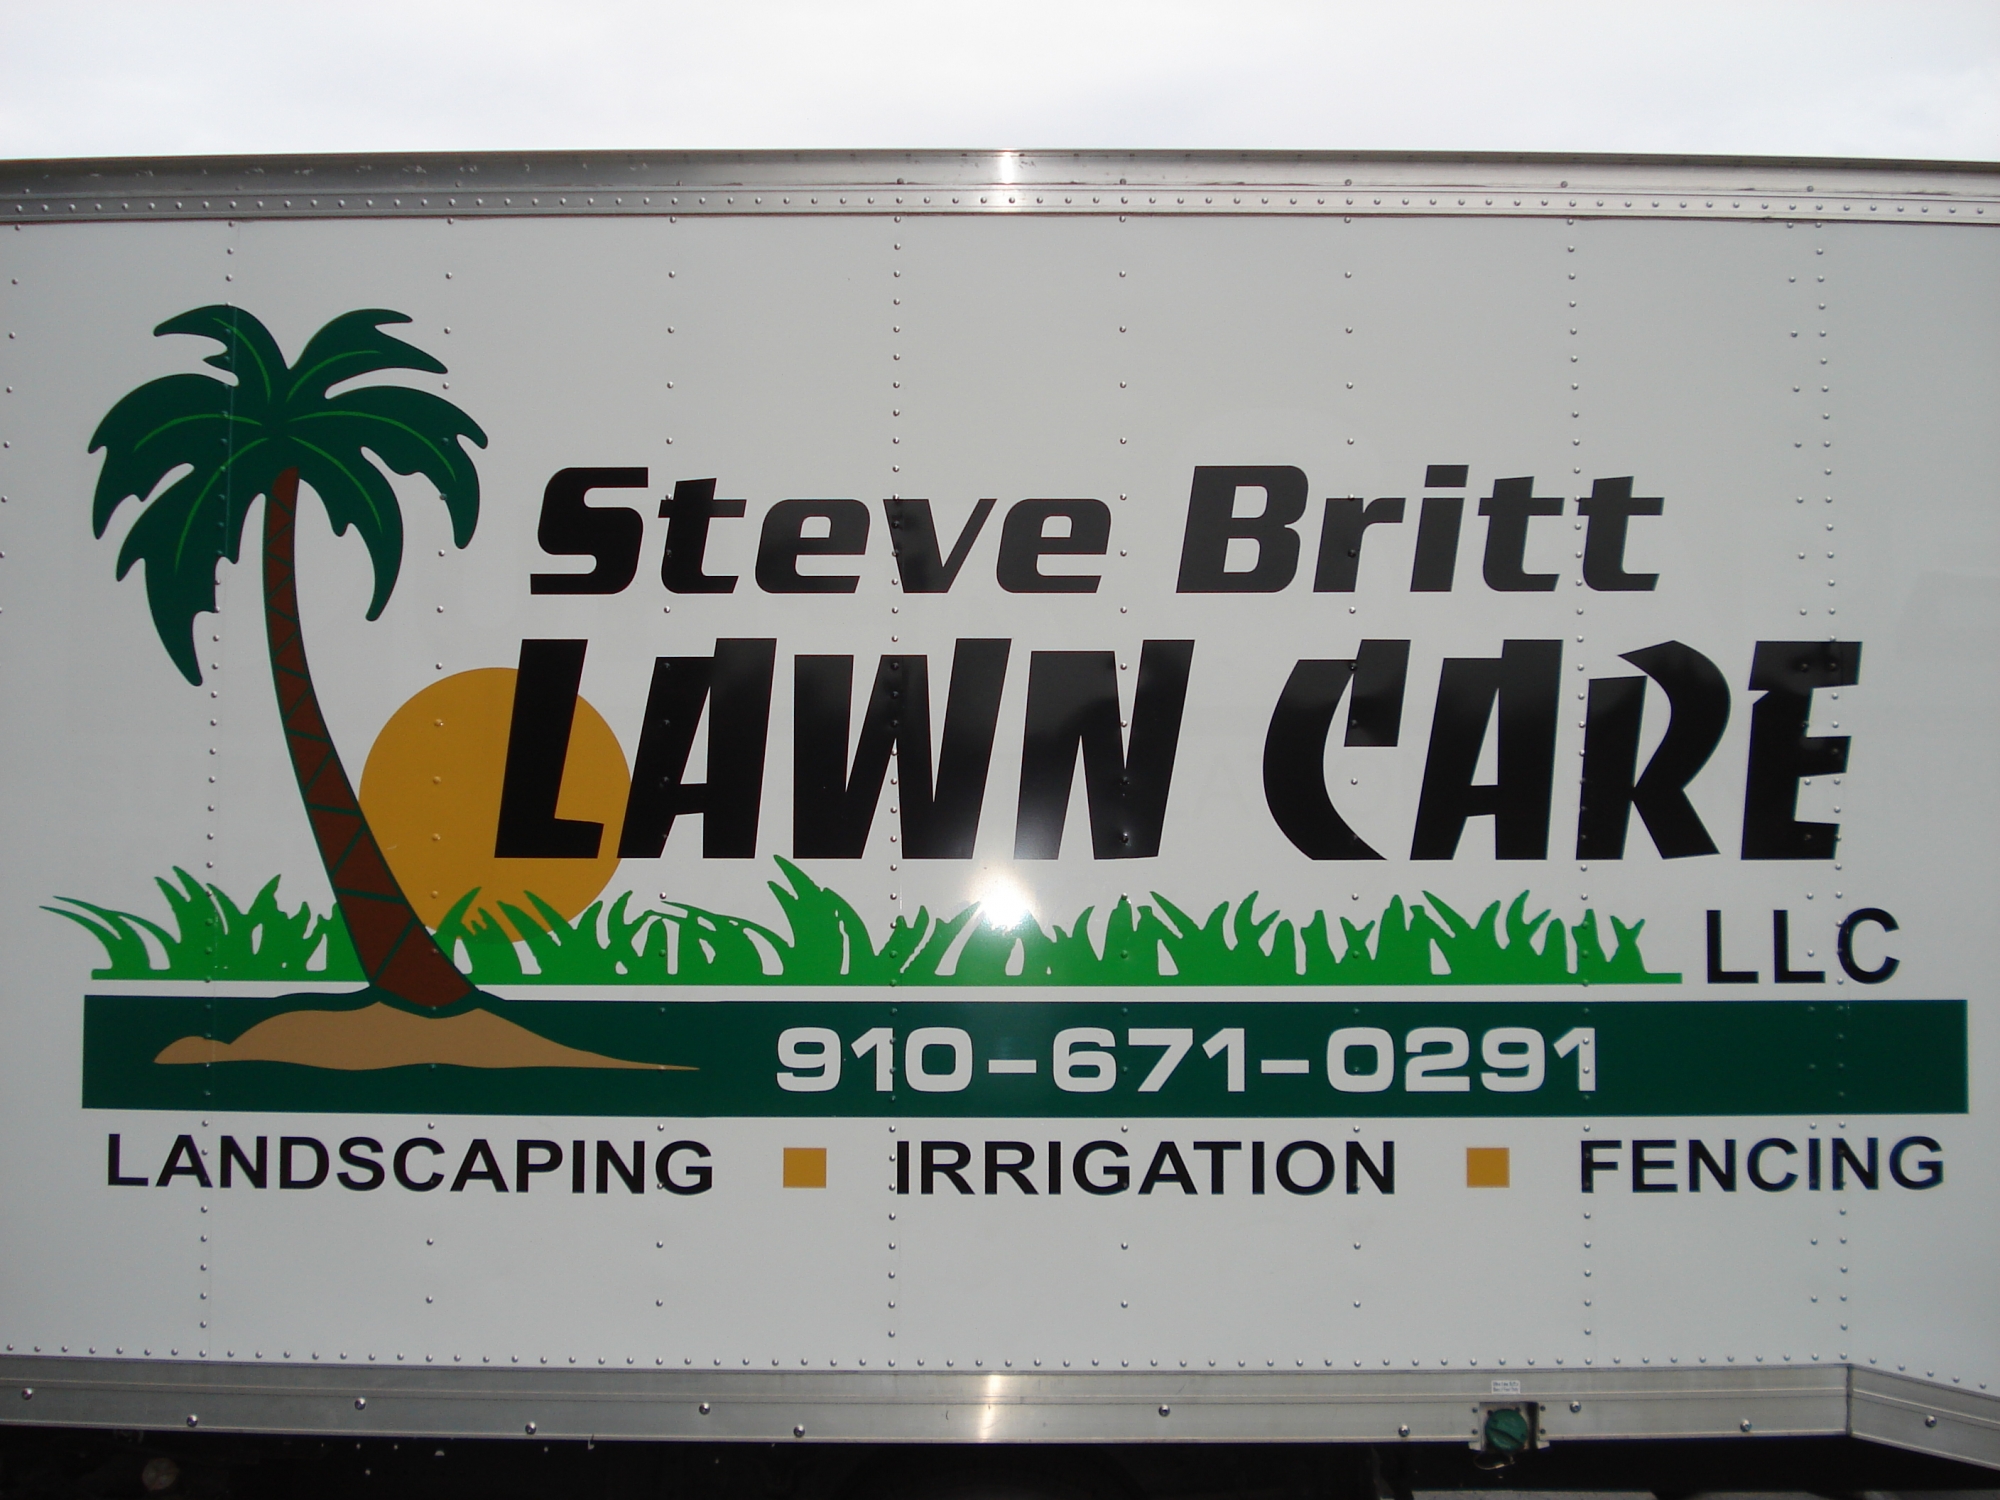 Steve Britt
LAWN CARE
LLC
910-671-0291
LANDSCAPING ■ IRRIGATION ■ FENCING